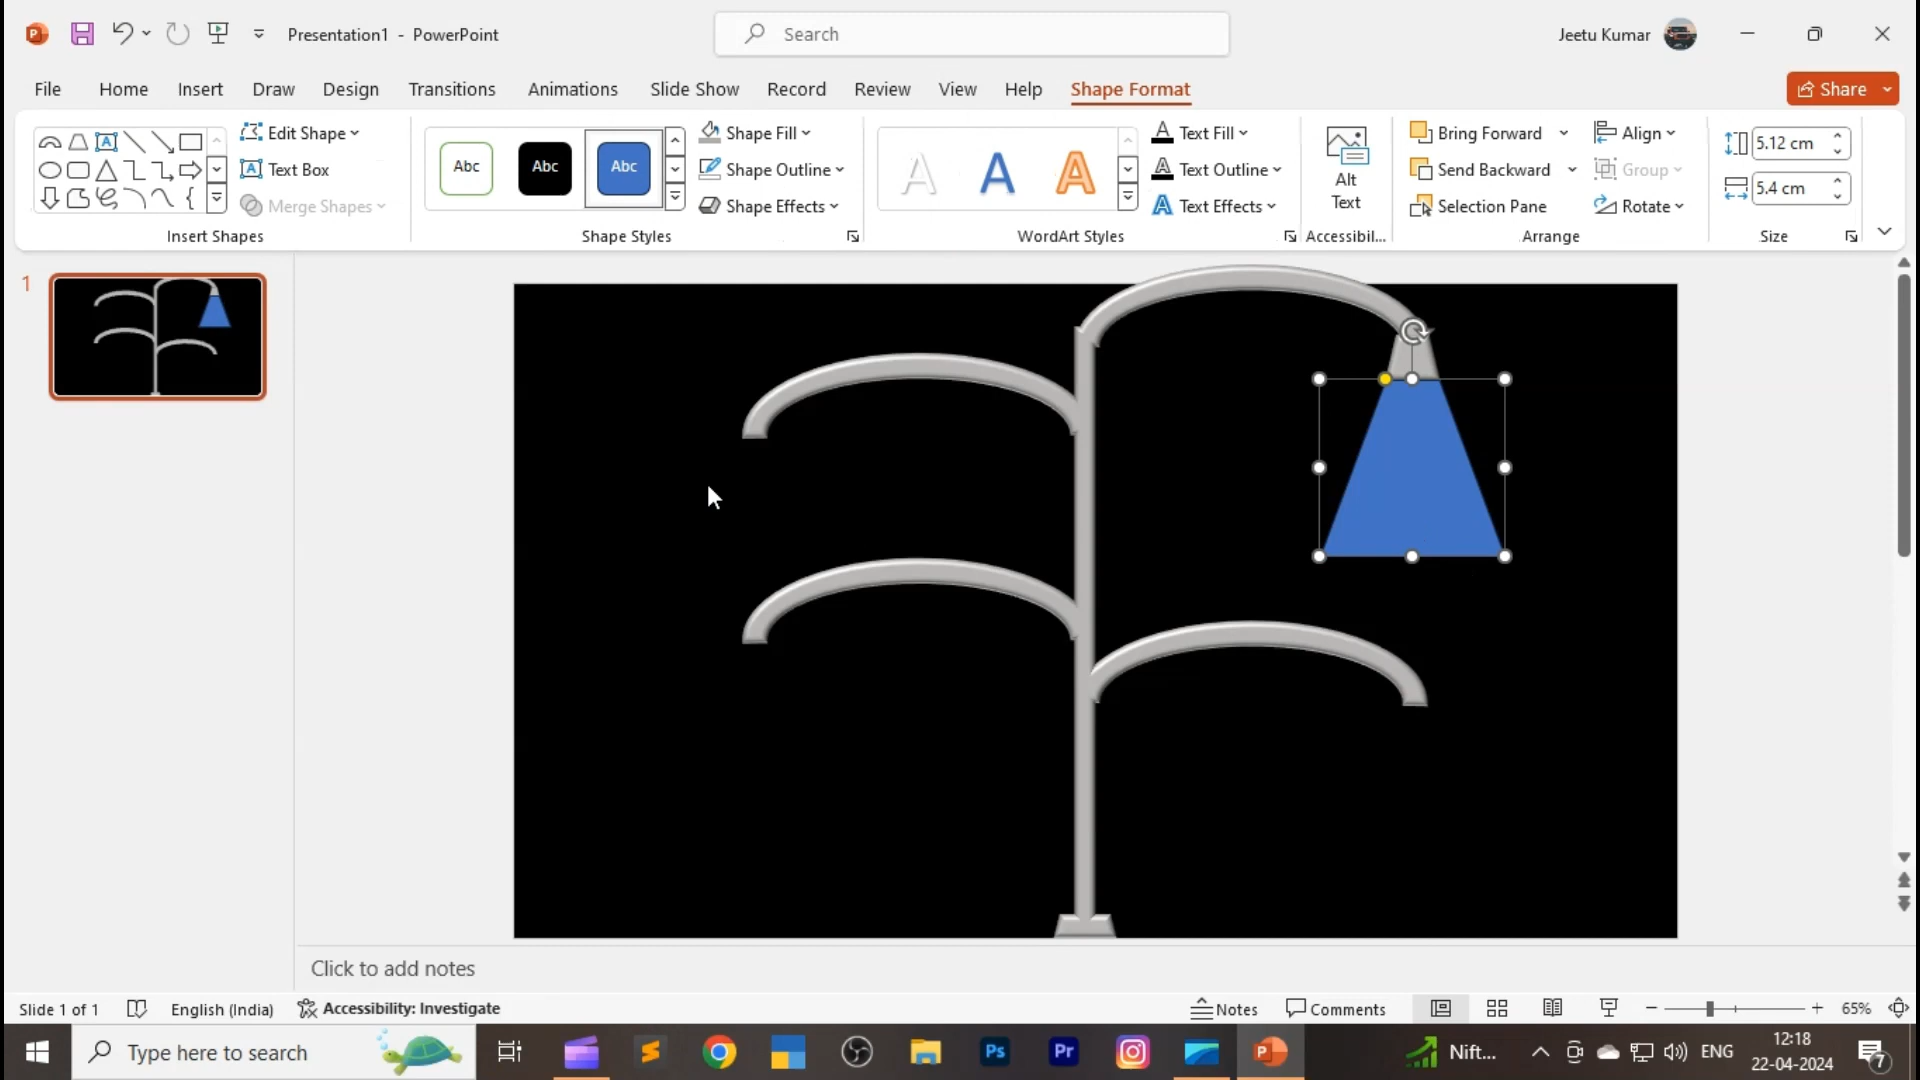 Presentation1 - PowerPoint
Search
Jeetu Kumar
File Home Insert Draw Design Transitions Animations Slide Show Record Review View Help Shape Format
Share
Edit Shape
Text Box
Merge Shapes
Insert Shapes
Abc Abc Abc
Shape Fill
Shape Outline
Shape Effects
Shape Styles
A A A
Text Fill
Text Outline
Text Effects
WordArt Styles
Alt
Text
Accessibil...
Bring Forward
Send Backward
Selection Pane
Align
Group
Rotate
Arrange
5.12 cm
5.4 cm
Size
1
Click to add notes
Slide 1 of 1 English (India) Accessibility: Investigate Notes Comments 65%
Type here to search
Ps
Pr
Nift...
ENG
12:18
22-04-2024
7